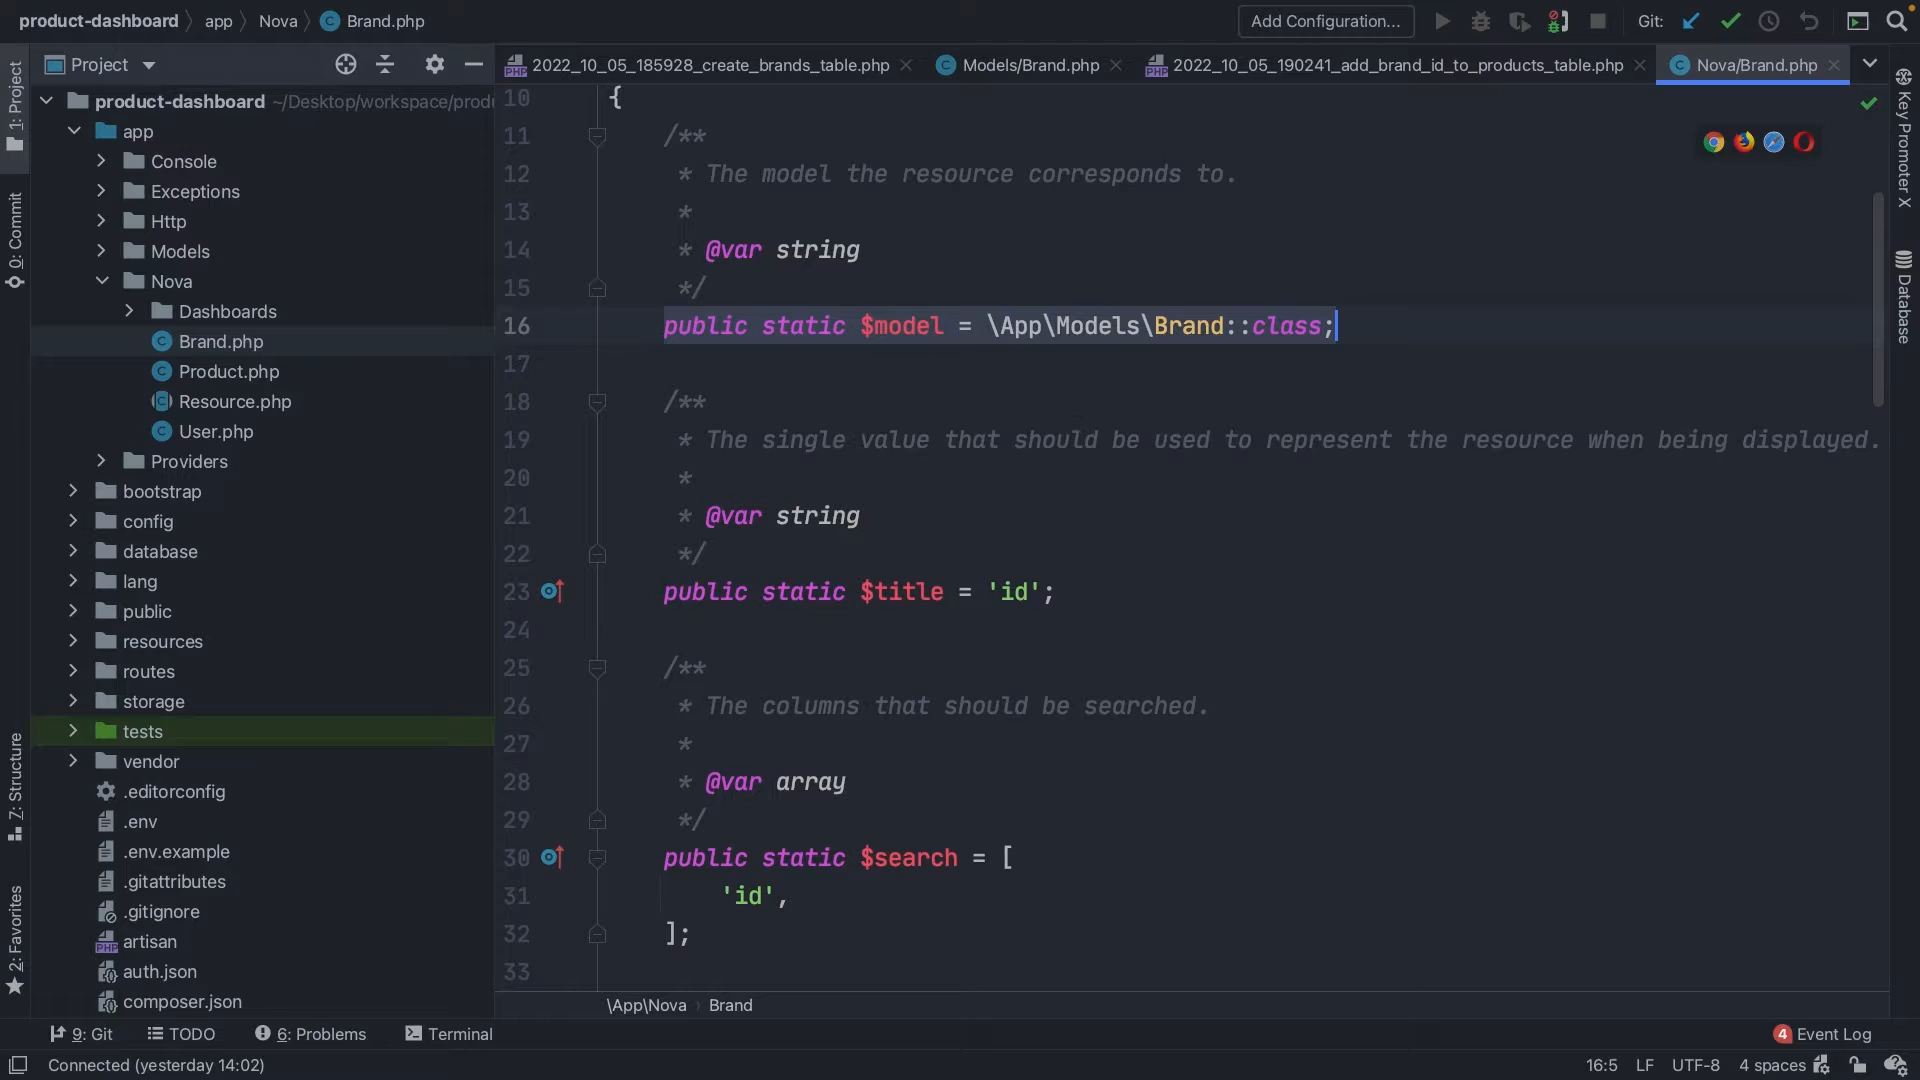 product-dashboard app Nova Brand.php Add Configuration... Git:
Project
2022_10_05_185928_create_brands_table.php Models/Brand.php 2022_10_05_190241_add_brand_id_to_products_table.php Nova/Brand.php
1: Project
0: Commit
7: Structure
2: Favorites
product-dashboard ~/Desktop/workspace/produ
app
Console
Exceptions
Http
Models
Nova
Dashboards
Brand.php
Product.php
Resource.php
User.php
Providers
bootstrap
config
database
lang
public
resources
routes
storage
tests
vendor
.editorconfig
.env
.env.example
.gitattributes
.gitignore
PHP artisan
auth.json
composer.json
10 {
11 /**
12 * The model the resource corresponds to.
13 *
14 * @var string
15 */
16 public static $model = \App\Models\Brand::class;
17
18 /**
19 * The single value that should be used to represent the resource when being displayed.
20 *
21 * @var string
22 */
23 public static $title = 'id';
24
25 /**
26 * The columns that should be searched.
27 *
28 * @var array
29 */
30 public static $search = [
31 'id',
32 ];
33
\App\Nova Brand
Key Promoter X
Database
9: Git TODO 6: Problems Terminal 4 Event Log
Connected (yesterday 14:02) 16:5 LF UTF-8 4 spaces